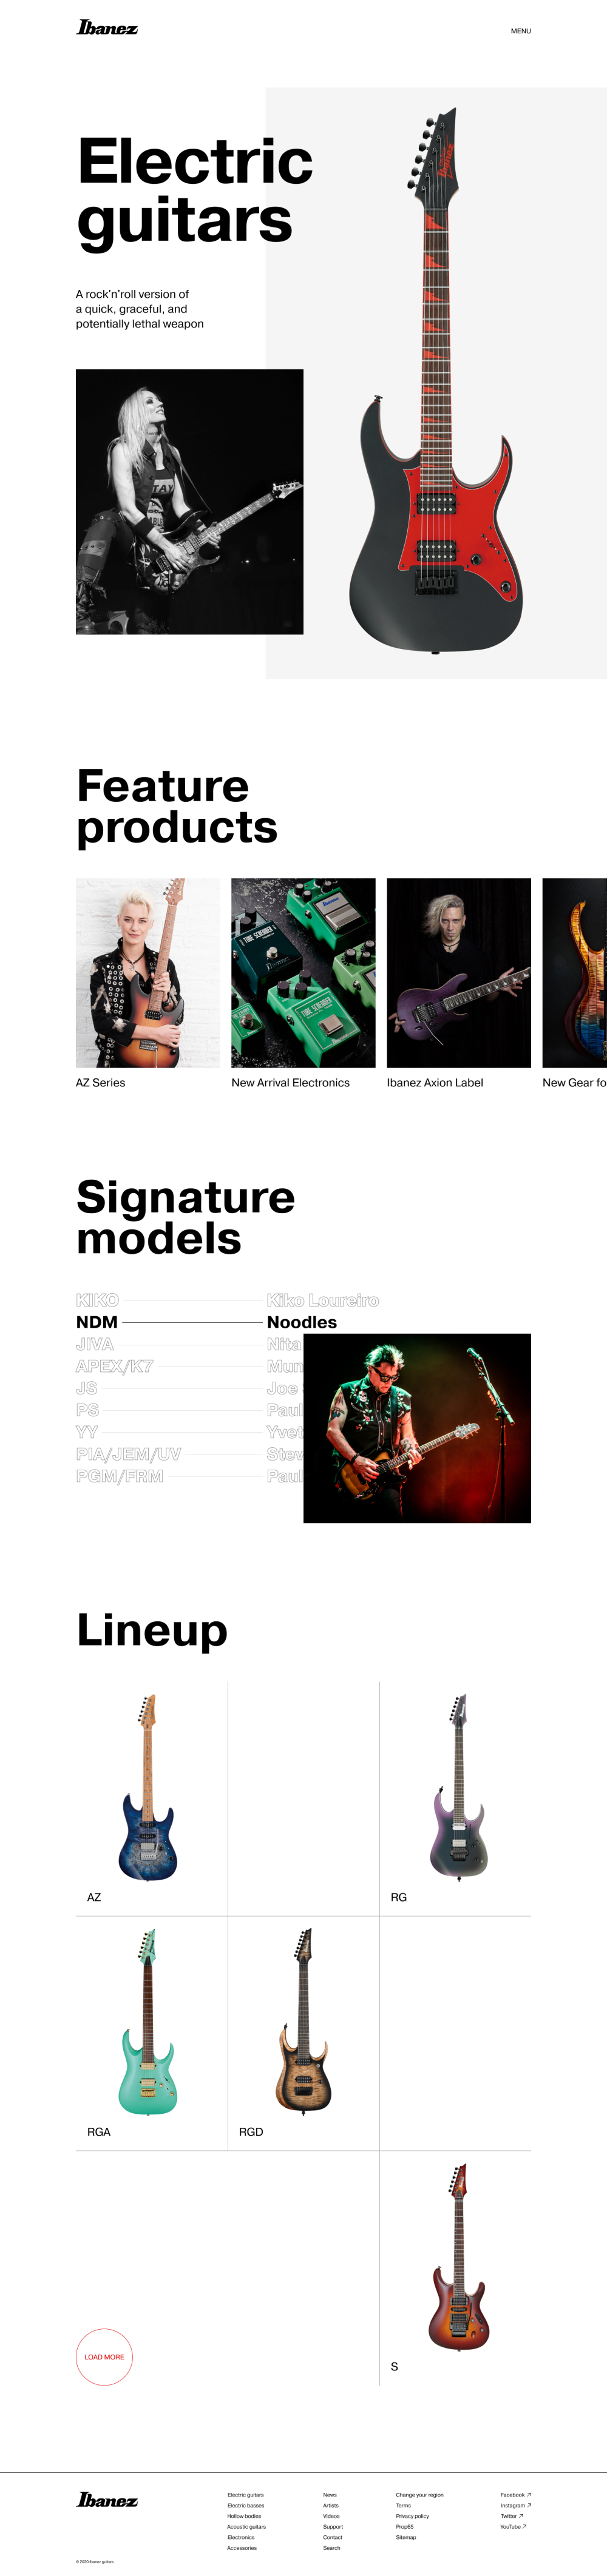 Ibanez
MENU
Electric
guitars
A rock'n'roll version of
a quick, graceful, and
potentially lethal weapon
Feature
products
AZ Series
New Arrival Electronics
Ibanez Axion Label
New Gear fo
Signature
models
KIKO Kiko Loureiro
NDM Noodles
JIVA Nita
APEX/K7 Mun
JS Joe
PS Paul
YY Yvet
PIA/JEM/UV Stev
PGM/FRM Paul
Lineup
AZ
RG
RGA
RGD
S
LOAD MORE
Ibanez
Electric guitars
Electric basses
Hollow bodies
Acoustic guitars
Electronics
Accessories
News
Artists
Videos
Support
Contact
Search
Change your region
Terms
Privacy policy
Prop65
Sitemap
Facebook ↗
Instagram ↗
Twitter ↗
YouTube ↗
© 2020 Ibanez guitars